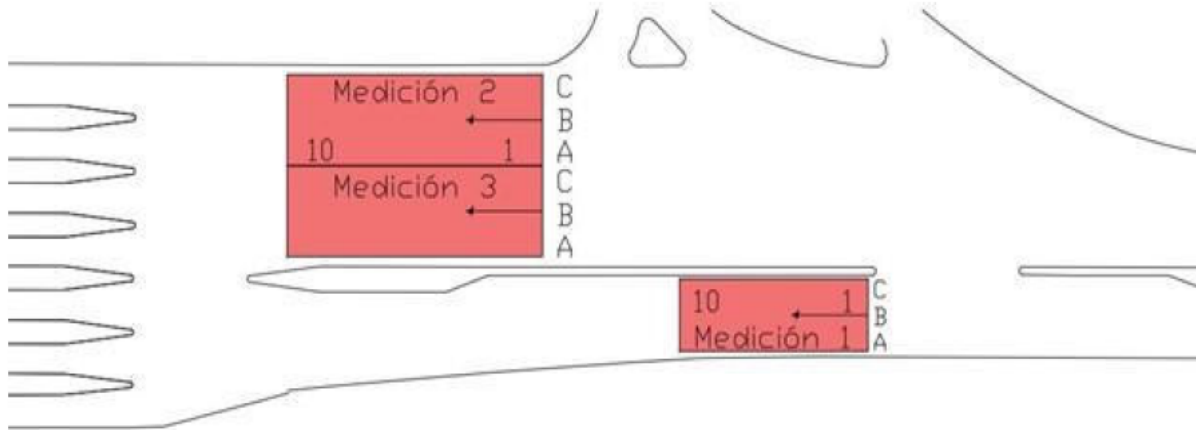 Medición 2 C
B
10 1 A
Medición 3 C
B
A
10 1 C
B
Medición 1 A